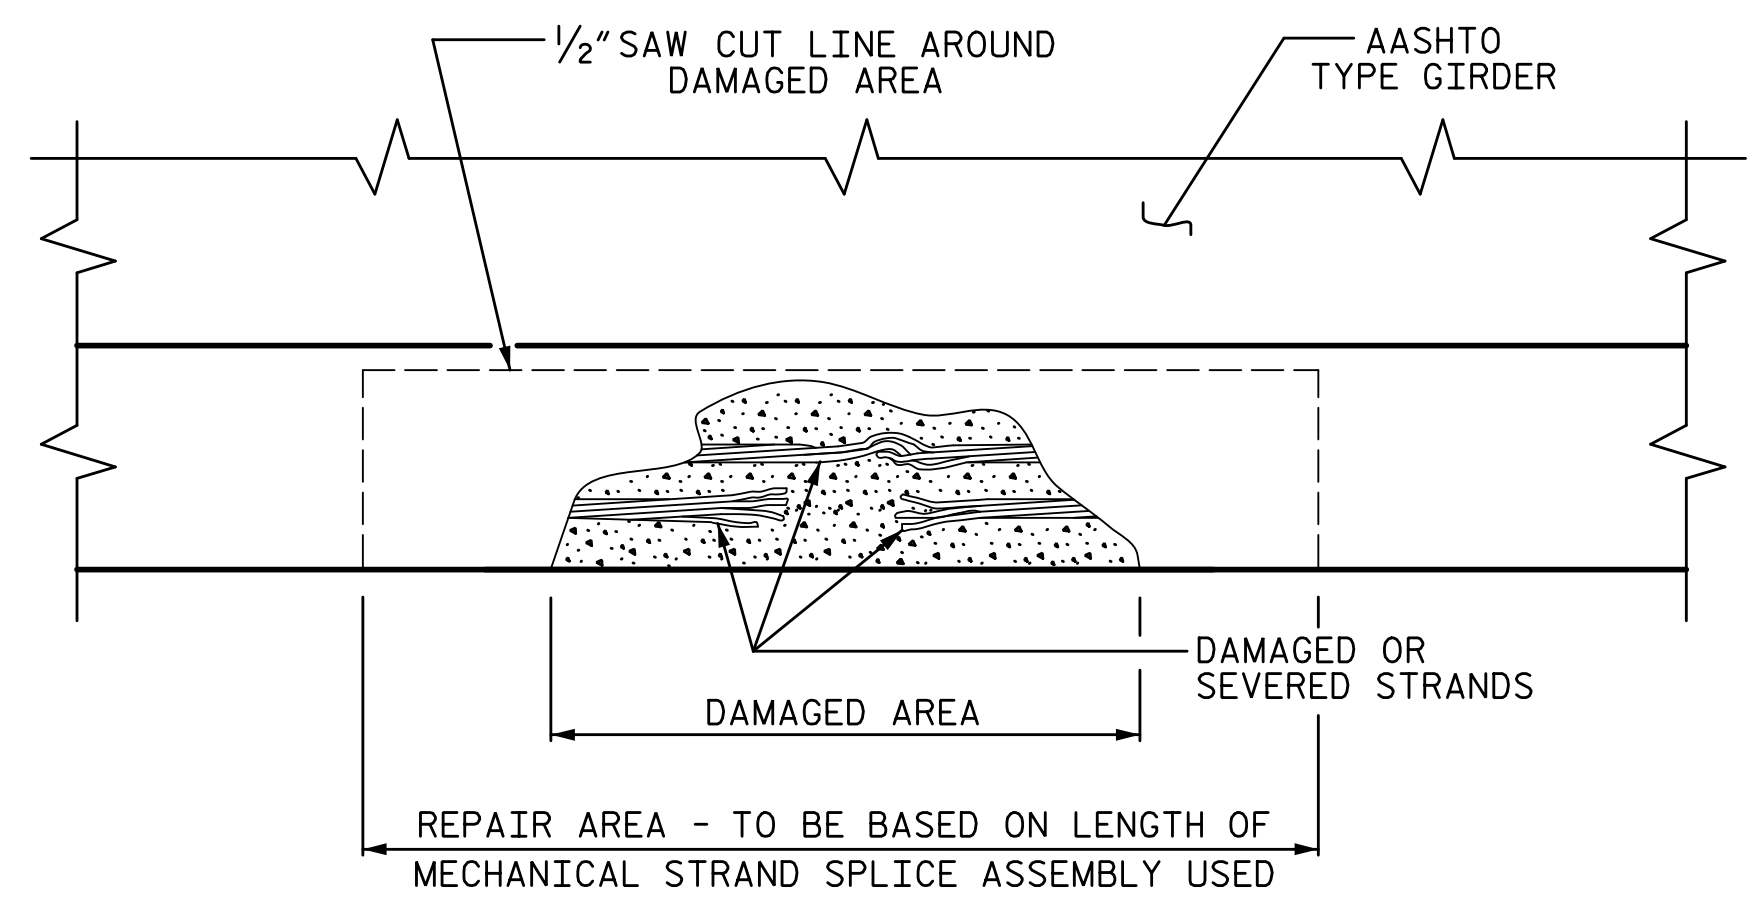 1/2" SAW CUT LINE AROUND
DAMAGED AREA
AASHTO
TYPE GIRDER
DAMAGED OR
SEVERED STRANDS
DAMAGED AREA
REPAIR AREA - TO BE BASED ON LENGTH OF
MECHANICAL STRAND SPLICE ASSEMBLY USED